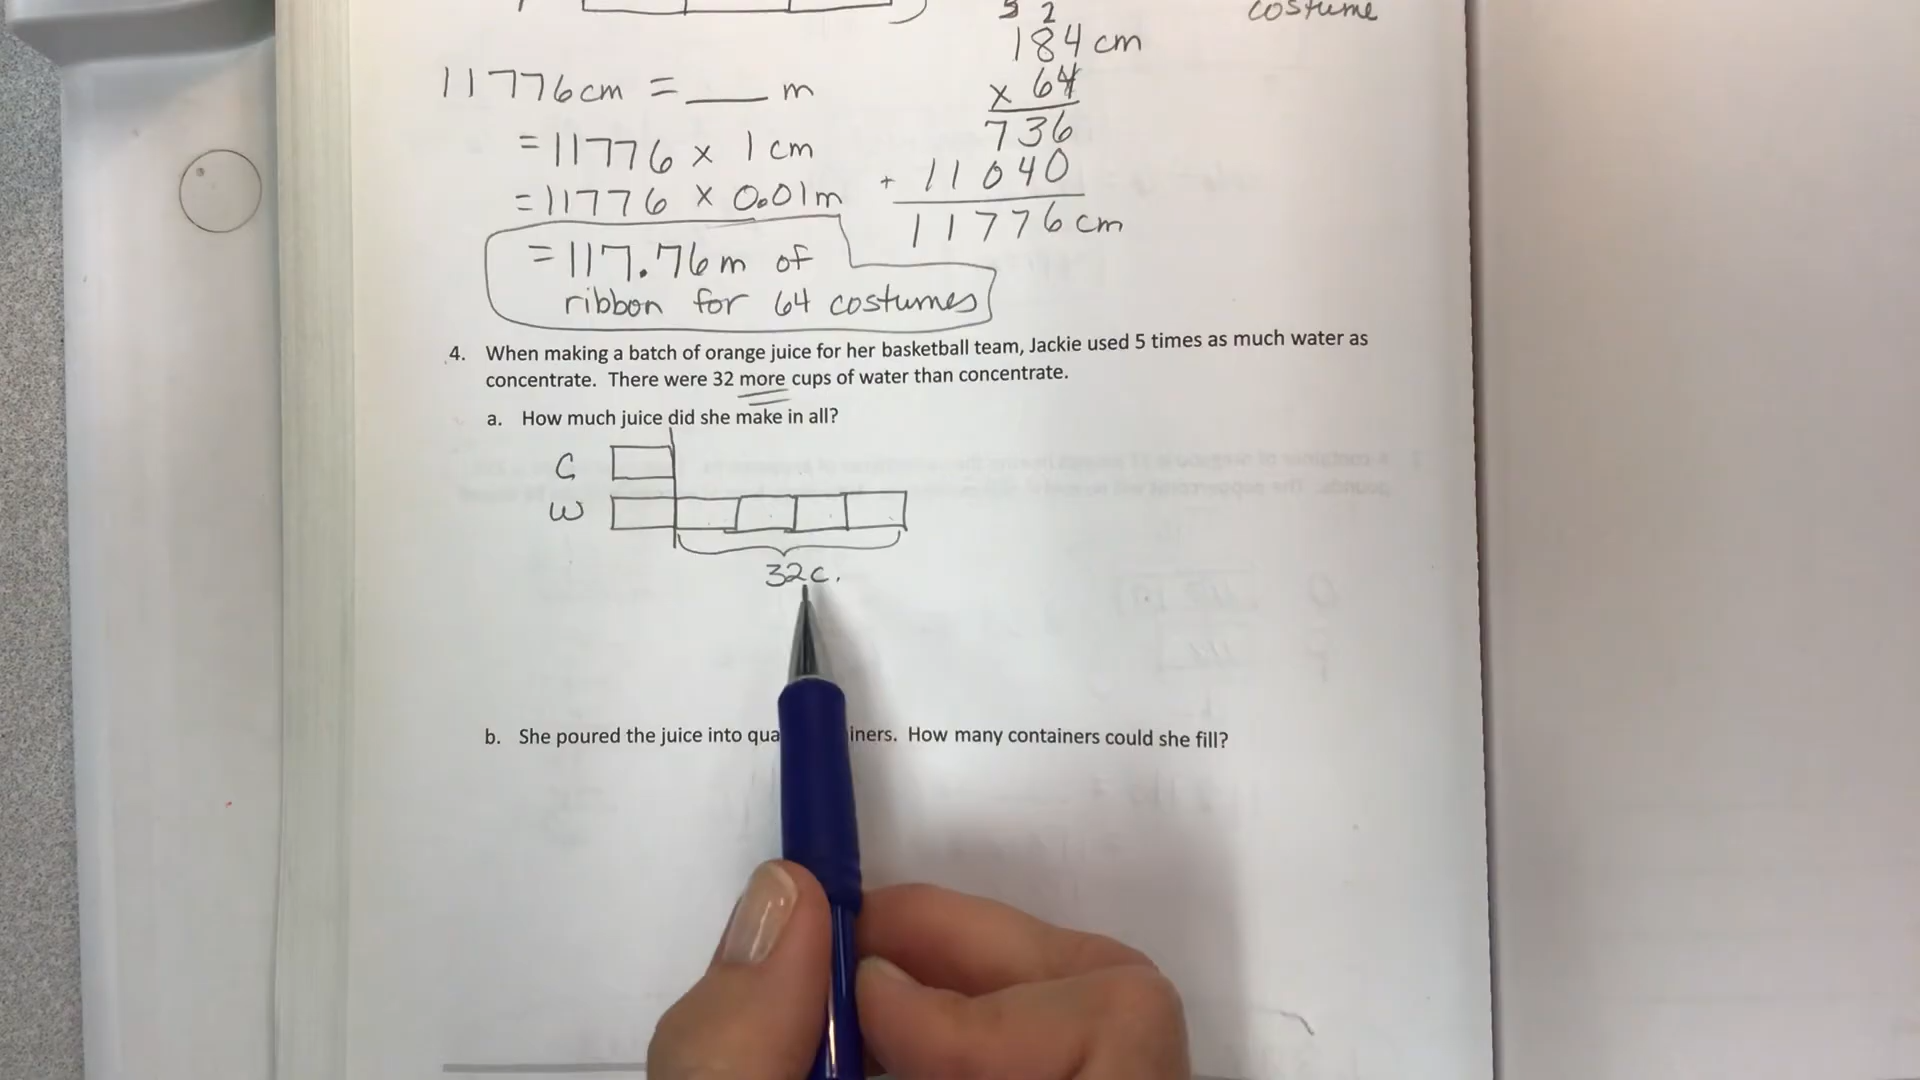 costume
3 2
184 cm
x 64
736
+ 11040
11776 cm
11776cm = ___ m
= 11776 x 1 cm
= 11776 x 0.01m
= 117.76m of
ribbon for 64 costumes
4. When making a batch of orange juice for her basketball team, Jackie used 5 times as much water as
concentrate. There were 32 more cups of water than concentrate.
a. How much juice did she make in all?
C
W
32c.
b. She poured the juice into qua iners. How many containers could she fill?